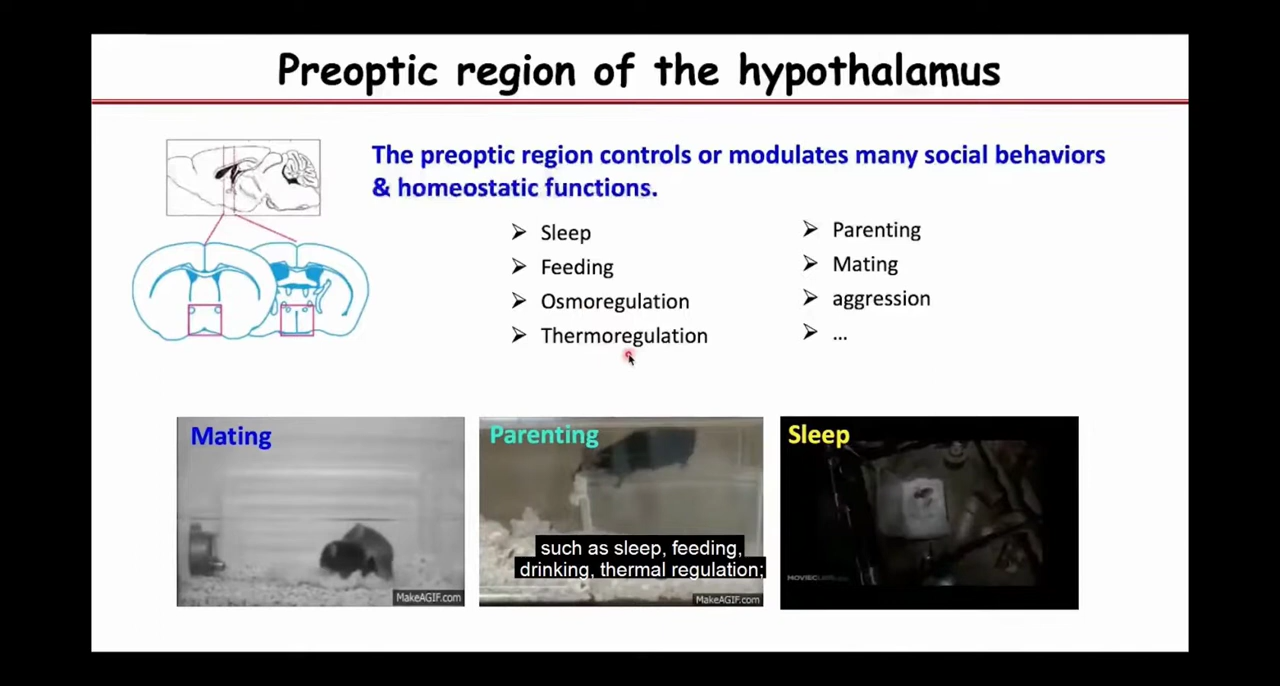 Preoptic region of the hypothalamus
The preoptic region controls or modulates many social behaviors
& homeostatic functions.
➢ Sleep
➢ Feeding
➢ Osmoregulation
➢ Thermoregulation
➢ Parenting
➢ Mating
➢ aggression
➢ ...
Mating
MakeAGIF.com
Parenting
such as sleep, feeding,
drinking, thermal regulation;
MakeAGIF.com
Sleep